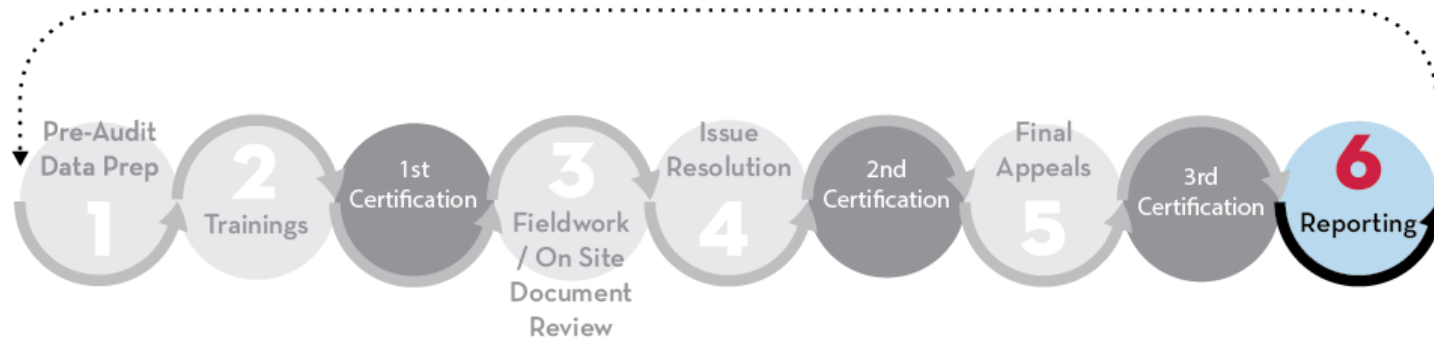 Pre-Audit
Data Prep
1
2
Trainings
1st
Certification
3
Fieldwork
/ On Site
Document
Review
Issue
Resolution
4
2nd
Certification
Final
Appeals
5
3rd
Certification
6
Reporting